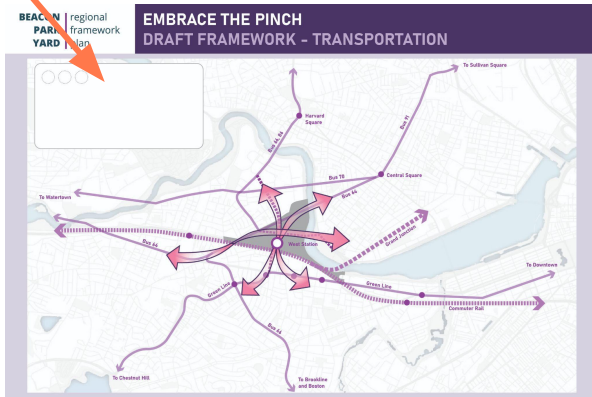 BEACON
PARK
YARD
regional
framework
plan
EMBRACE THE PINCH
DRAFT FRAMEWORK - TRANSPORTATION
To Sullivan Square
Harvard
Square
Bus 66, 86
Bus 91
Bus 70
Central Square
Bus 64
To Watertown
Bus 64
West Station
Grand Junction
To Downtown
Green Line
Green Line
Commuter Rail
Bus 66
To Chestnut Hill
To Brookline
and Boston